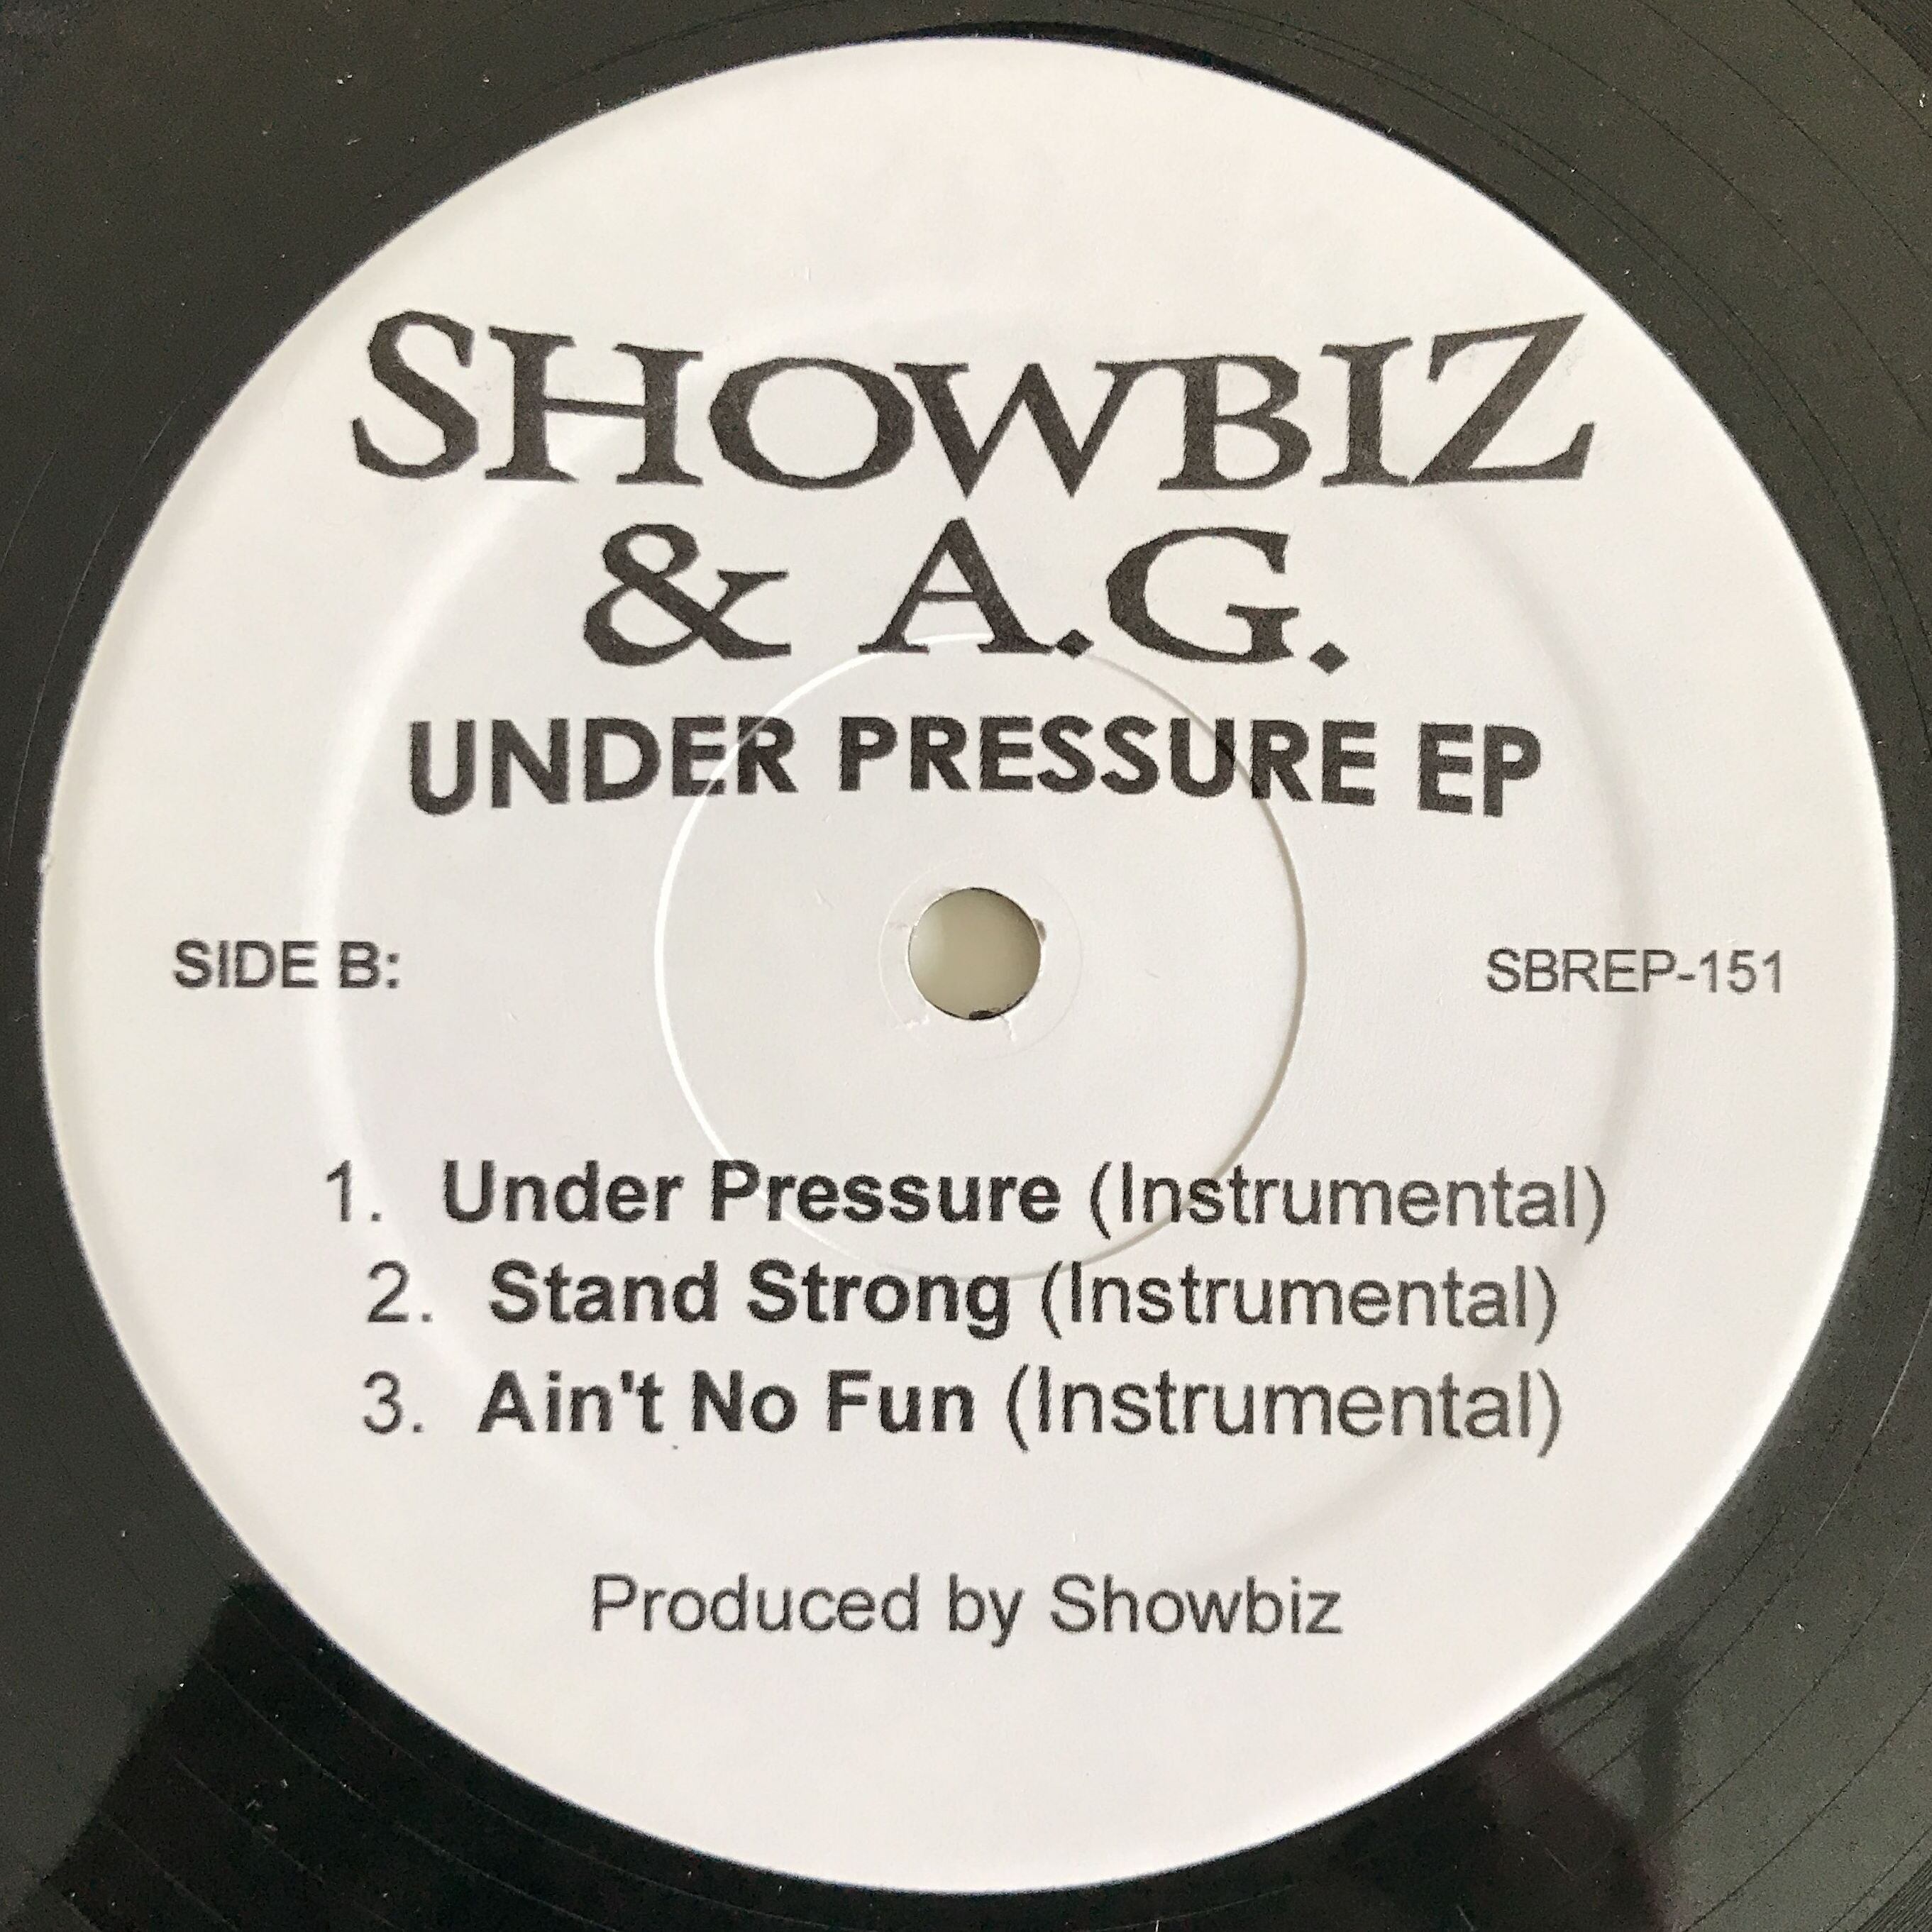 SHOWBIZ
& A.G.
UNDER PRESSURE EP
SIDE B:
SBREP-151
1. Under Pressure (Instrumental)
2. Stand Strong (Instrumental)
3. Ain't No Fun (Instrumental)
Produced by Showbiz